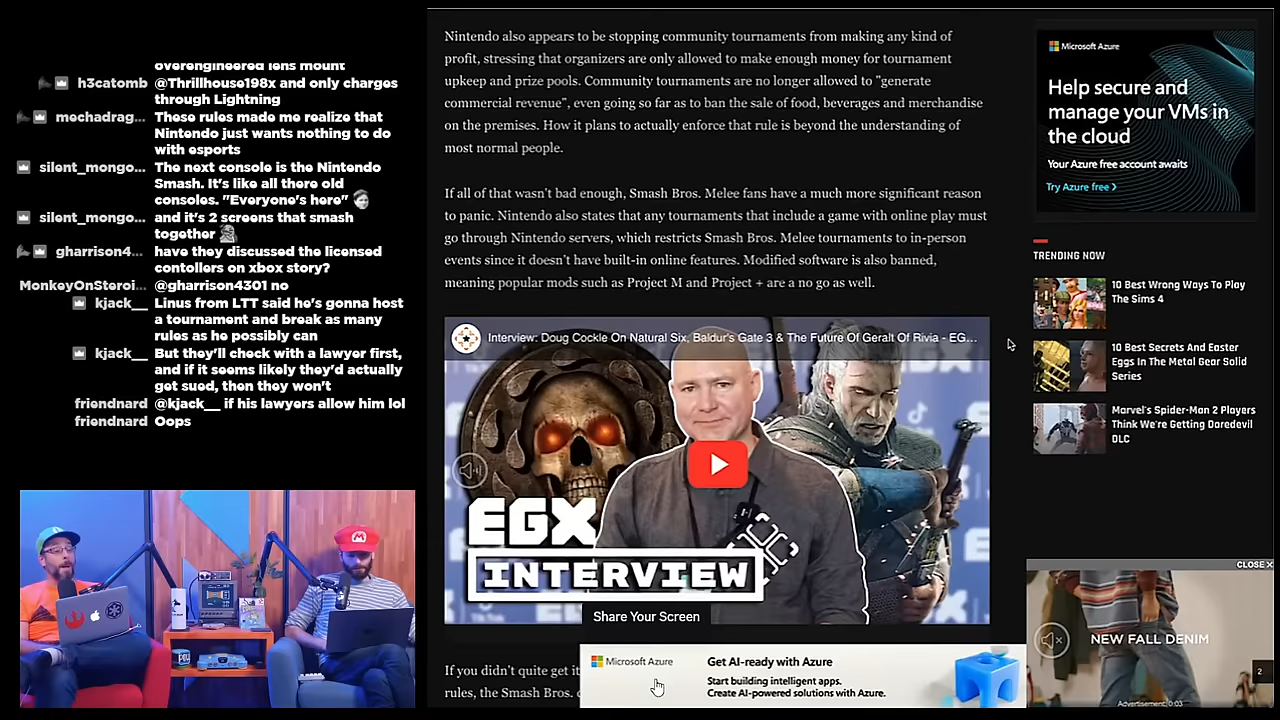 overengineered lens mount
h3catomb @Thrillhouse198x and only charges
through Lightning
mechadrag... These rules made me realize that
Nintendo just wants nothing to do
with esports
silent_mongo... The next console is the Nintendo
Smash. It's like all there old
consoles. "Everyone's here"
silent_mongo... and it's 2 screens that smash
together
gharrison4... have they discussed the licensed
contollers on xbox story?
MonkeyOnSteroi... @gharrison4301 no
kjack__ Linus from LTT said he's gonna host
a tournament and break as many
rules as he possibly can
kjack__ But they'll check with a lawyer first,
and if it seems likely they'd actually
get sued, then they won't
friendnard @kjack__ if his lawyers allow him lol
friendnard Oops
Nintendo also appears to be stopping community tournaments from making any kind of
profit, stressing that organizers are only allowed to make enough money for tournament
upkeep and prize pools. Community tournaments are no longer allowed to "generate
commercial revenue", even going so far as to ban the sale of food, beverages and merchandise
on the premises. How it plans to actually enforce that rule is beyond the understanding of
most normal people.
If all of that wasn't bad enough, Smash Bros. Melee fans have a much more significant reason
to panic. Nintendo also states that any tournaments that include a game with online play must
go through Nintendo servers, which restricts Smash Bros. Melee tournaments to in-person
events since it doesn't have built-in online features. Modified software is also banned,
meaning popular mods such as Project M and Project + are a no go as well.
Interview: Doug Cockle On Natural Six, Baldur's Gate 3 & The Future Of Geralt Of Rivia - EG...
EGX
INTERVIEW
Share Your Screen
If you didn't quite get it
rules, the Smash Bros.
Microsoft Azure
Get AI-ready with Azure
Start building intelligent apps.
Create AI-powered solutions with Azure.
Microsoft Azure
Help secure and
manage your VMs in
the cloud
Your Azure free account awaits
Try Azure free >
TRENDING NOW
10 Best Wrong Ways To Play
The Sims 4
10 Best Secrets And Easter
Eggs In The Metal Gear Solid
Series
Marvel's Spider-Man 2 Players
Think We're Getting Daredevil
DLC
CLOSE X
NEW FALL DENIM
2
Advertisement: 0:03